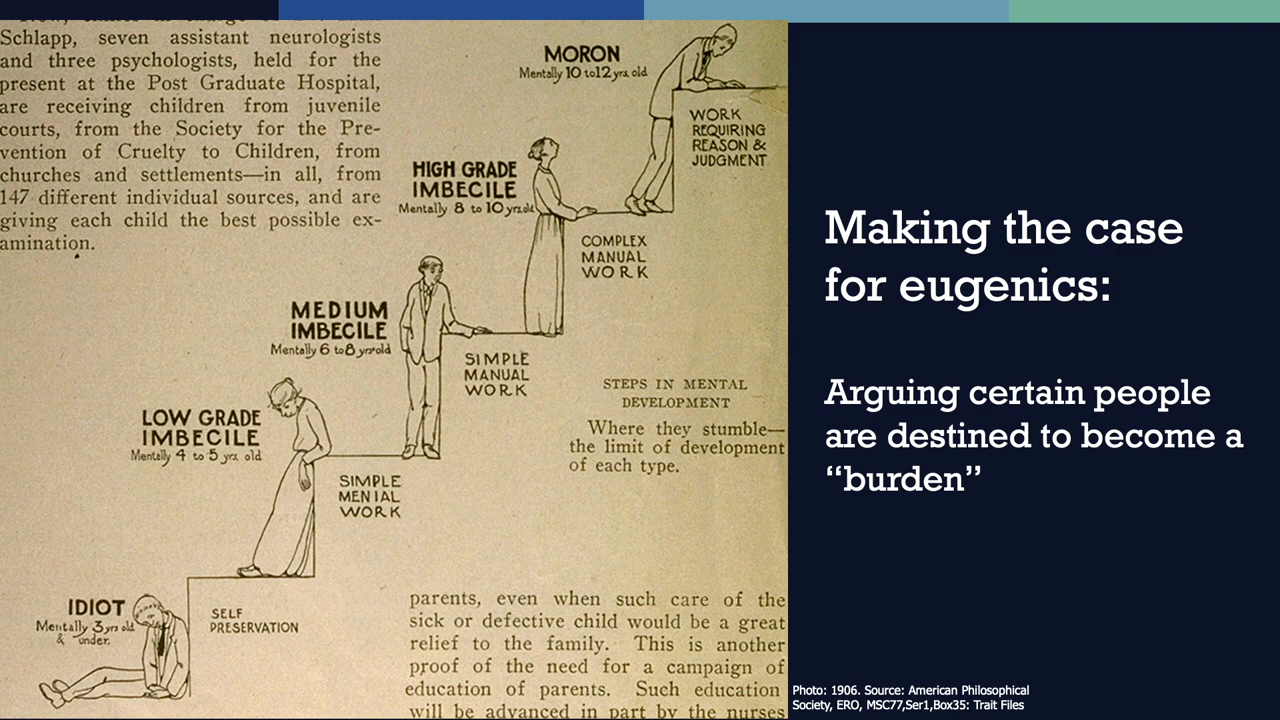 Schlapp, seven assistant neurologists
and three psychologists, held for the
present at the Post Graduate Hospital,
are receiving children from juvenile
courts, from the Society for the Pre-
vention of Cruelty to Children, from
churches and settlements—in all, from
147 different individual sources, and are
giving each child the best possible ex-
amination.
MORON
Mentally 10 to 12 yrs old
WORK
REQUIRING
REASON &
JUDGMENT
HIGH GRADE
IMBECILE
Mentally 8 to 10 yrs old
COMPLEX
MANUAL
WORK
MEDIUM
IMBECILE
Mentally 6 to 8 yrs old
SIMPLE
MANUAL
WORK
LOW GRADE
IMBECILE
Mentally 4 to 5 yrs old
SIMPLE
MENIAL
WORK
IDIOT
Mentally 3 yrs old
& under.
SELF
PRESERVATION
STEPS IN MENTAL
DEVELOPMENT
Where they stumble—
the limit of development
of each type.
parents, even when such care of the
sick or defective child would be a great
relief to the family. This is another
proof of the need for a campaign of
education of parents. Such education
will be advanced in part by the nurses
Making the case
for eugenics:
Arguing certain people
are destined to become a
“burden”
Photo: 1906. Source: American Philosophical
Society, ERO, MSC77,Ser1,Box35: Trait Files